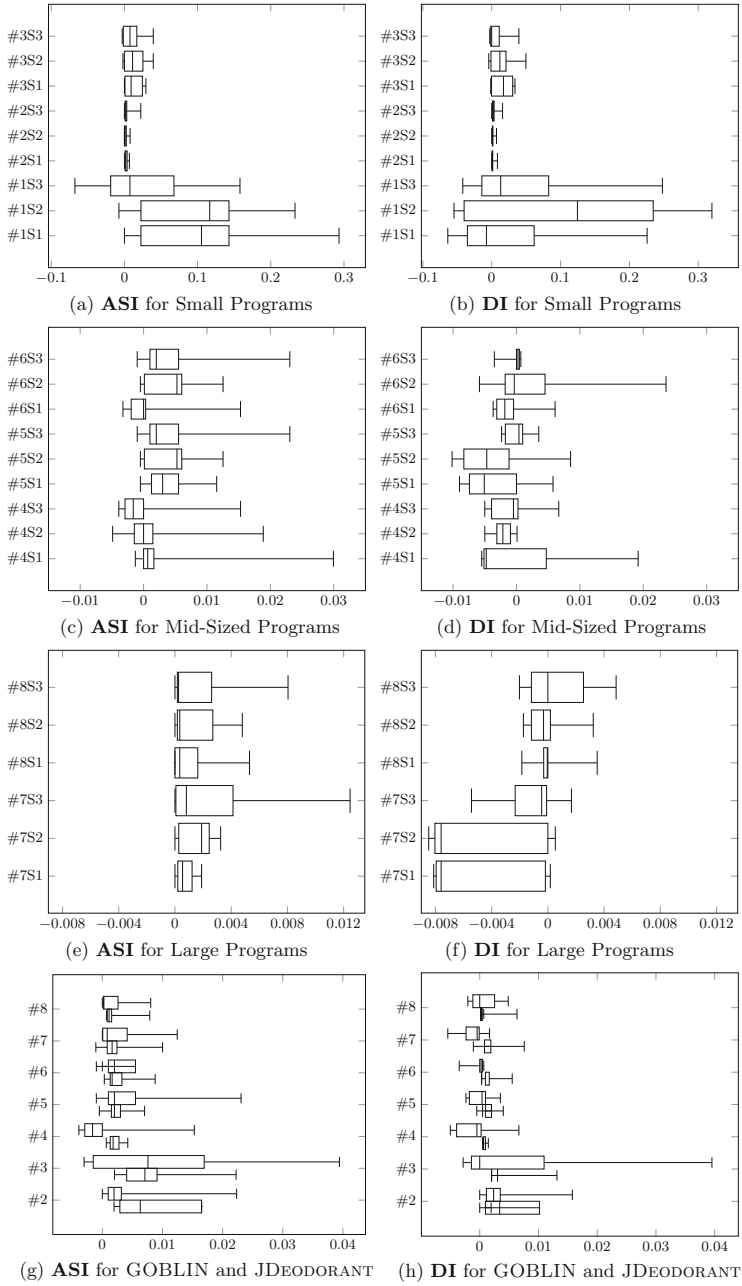 #3S3
#3S2
#3S1
#2S3
#2S2
#2S1
#1S3
#1S2
#1S1
−0.1 0 0.1 0.2 0.3
(a) ASI for Small Programs
#3S3
#3S2
#3S1
#2S3
#2S2
#2S1
#1S3
#1S2
#1S1
−0.1 0 0.1 0.2 0.3
(b) DI for Small Programs
#6S3
#6S2
#6S1
#5S3
#5S2
#5S1
#4S3
#4S2
#4S1
−0.01 0 0.01 0.02 0.03
(c) ASI for Mid-Sized Programs
#6S3
#6S2
#6S1
#5S3
#5S2
#5S1
#4S3
#4S2
#4S1
−0.01 0 0.01 0.02 0.03
(d) DI for Mid-Sized Programs
#8S3
#8S2
#8S1
#7S3
#7S2
#7S1
−0.008 −0.004 0 0.004 0.008 0.012
(e) ASI for Large Programs
#8S3
#8S2
#8S1
#7S3
#7S2
#7S1
−0.008 −0.004 0 0.004 0.008 0.012
(f) DI for Large Programs
#8
#7
#6
#5
#4
#3
#2
0 0.01 0.02 0.03 0.04
(g) ASI for GOBLIN and JDEODORANT
#8
#7
#6
#5
#4
#3
#2
0 0.01 0.02 0.03 0.04
(h) DI for GOBLIN and JDEODORANT